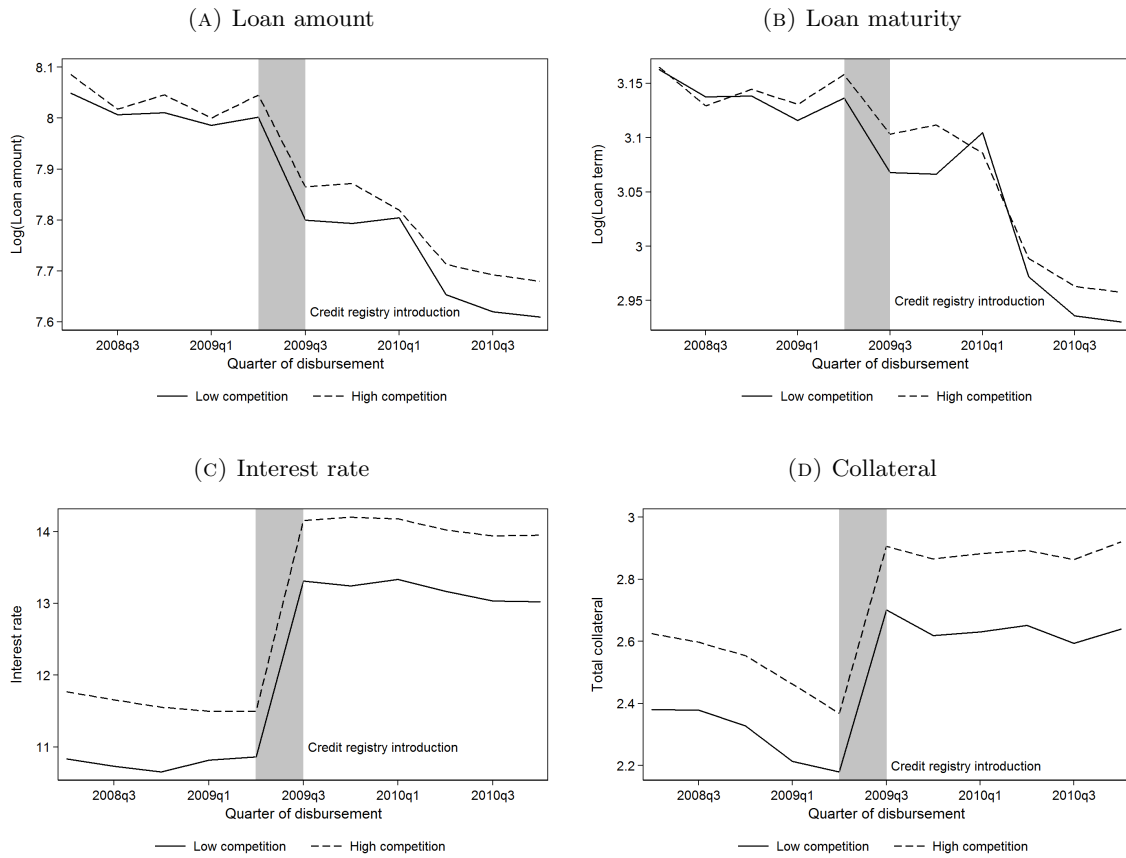 (A) Loan amount
Log(Loan amount)
8.1
8
7.9
7.8
7.7
7.6
Credit registry introduction
2008q3 2009q1 2009q3 2010q1 2010q3
Quarter of disbursement
Low competition High competition
(B) Loan maturity
Log(Loan term)
3.15
3.1
3.05
3
2.95
Credit registry introduction
2008q3 2009q1 2009q3 2010q1 2010q3
Quarter of disbursement
Low competition High competition
(C) Interest rate
Interest rate
14
13
12
11
Credit registry introduction
2008q3 2009q1 2009q3 2010q1 2010q3
Quarter of disbursement
Low competition High competition
(D) Collateral
Total collateral
3
2.8
2.6
2.4
2.2
Credit registry introduction
2008q3 2009q1 2009q3 2010q1 2010q3
Quarter of disbursement
Low competition High competition